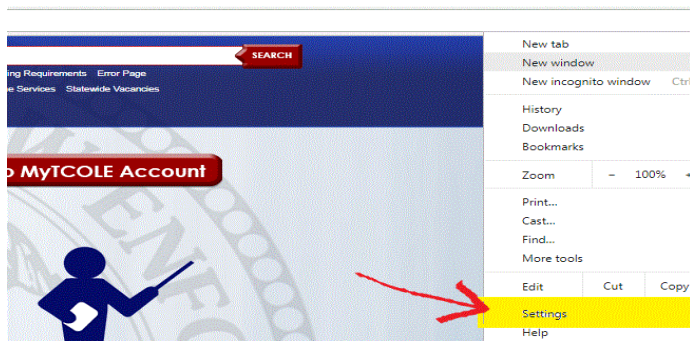 SEARCH
ing Requirements Error Page
e Services Statewide Vacancies
o MyTCOLE Account
New tab
New window
New incognito window Ctrl
History
Downloads
Bookmarks
Zoom - 100% +
Print...
Cast...
Find...
More tools
Edit Cut Copy
Settings
Help